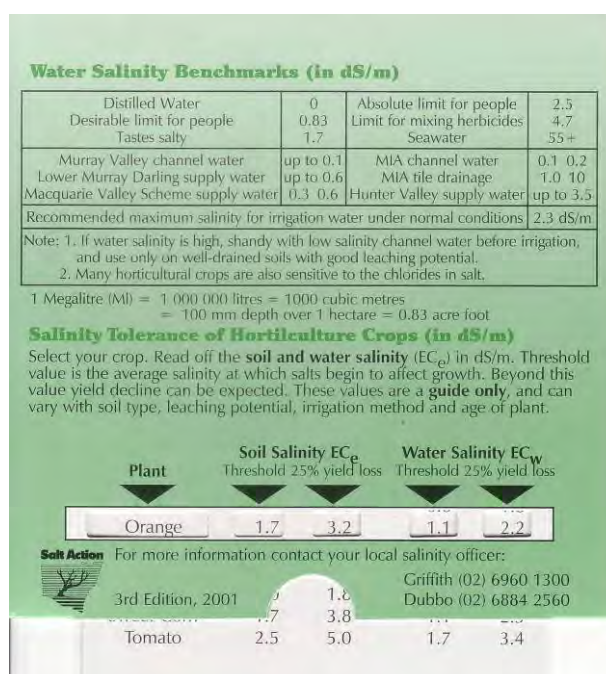 Water Salinity Benchmarks (in dS/m)
Distilled Water 0 Absolute limit for people 2.5
Desirable limit for people 0.83 Limit for mixing herbicides 4.7
Tastes salty 1.7 Seawater 55+
Murray Valley channel water up to 0.1 MIA channel water 0.1 0.2
Lower Murray Darling supply water up to 0.6 MIA tile drainage 1.0 10
Macquarie Valley Scheme supply water 0.3 0.6 Hunter Valley supply water up to 3.5
Recommended maximum salinity for irrigation water under normal conditions 2.3 dS/m
Note: 1. If water salinity is high, shandy with low salinity channel water before irrigation,
and use only on well-drained soils with good leaching potential.
2. Many horticultural crops are also sensitive to the chlorides in salt.
1 Megalitre (Ml) = 1 000 000 litres = 1000 cubic metres
= 100 mm depth over 1 hectare = 0.83 acre foot
Salinity Tolerance of Hortilculture Crops (in dS/m)
Select your crop. Read off the soil and water salinity (ECe) in dS/m. Threshold
value is the average salinity at which salts begin to affect growth. Beyond this
value yield decline can be expected. These values are a guide only, and can
vary with soil type, leaching potential, irrigation method and age of plant.
Soil Salinity ECe Water Salinity ECw
Plant Threshold 25% yield loss Threshold 25% yield loss
Orange 1.7 3.2 1.1 2.2
Salt Action For more information contact your local salinity officer:
Griffith (02) 6960 1300
3rd Edition, 2001 Dubbo (02) 6884 2560
3.8
Tomato 2.5 5.0 1.7 3.4